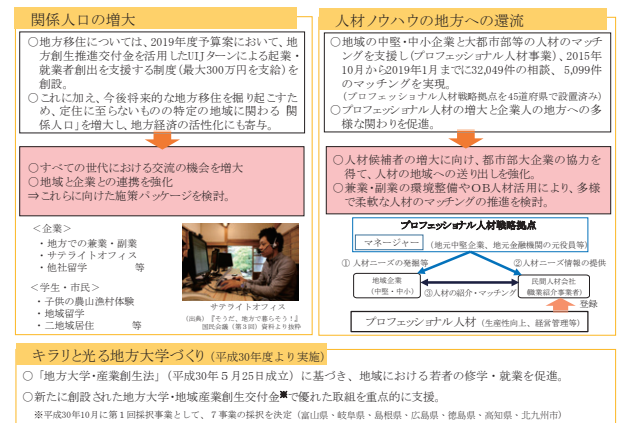 関係人口の増大
○地方移住については、2019年度予算案において、地
方創生推進交付金を活用したUIJターンによる起業・
就業者創出を支援する制度(最大300万円を支給)を
創設。
○これに加え、今後将来的な地方移住を掘り起こすた
め、定住に至らないものの特定の地域に関わる「関
係人口」を増大し、地方経済の活性化にも寄与。
○すべての世代における交流の機会を増大
○地域と企業との連携を強化
⇒これらに向けた施策パッケージを検討。
<企業>
・地方での兼業・副業
・サテライトオフィス
・他社留学 等
<学生・市民>
・子供の農山漁村体験
・地域留学
・二地域居住 等
サテライトオフィス
(出典)『そうだ、地方で暮らそう!』
国民会議(第3回)資料より抜粋
人材ノウハウの地方への還流
○地域の中堅・中小企業と大都市部等の人材のマッチ
ングを支援し(プロフェッショナル人材事業)、2015年
10月から2019年1月までに32,049件の相談、5,099件
のマッチングを実現。
(プロフェッショナル人材戦略拠点を45道府県で設置済み)
○プロフェッショナル人材の増大と企業人の地方への多
様な関わりを促進。
○人材候補者の増大に向け、都市部大企業の協力を
得て、人材の地域への送り出しを強化。
○兼業・副業の環境整備やOB人材活用により、多様
で柔軟な人材のマッチングの推進を検討。
プロフェッショナル人材戦略拠点
マネージャー (地元中堅企業、地元金融機関の元役員等)
① 人材ニーズの発掘等 ②人材ニーズ情報の提供
地域企業
(中堅・中小)
③人材の紹介・マッチング
民間人材会社
(職業紹介事業者)
登録
プロフェッショナル人材 (生産性向上、経営管理等)
キラリと光る地方大学づくり (平成30年度より実施)
○「地方大学・産業創生法」(平成30年5月25日成立)に基づき、地域における若者の修学・就業を促進。
○新たに創設された地方大学・地域産業創生交付金※で優れた取組を重点的に支援。
※平成30年10月に第1回採択事業として、7事業の採択を決定(富山県・岐阜県・島根県・広島県・徳島県・高知県・北九州市)